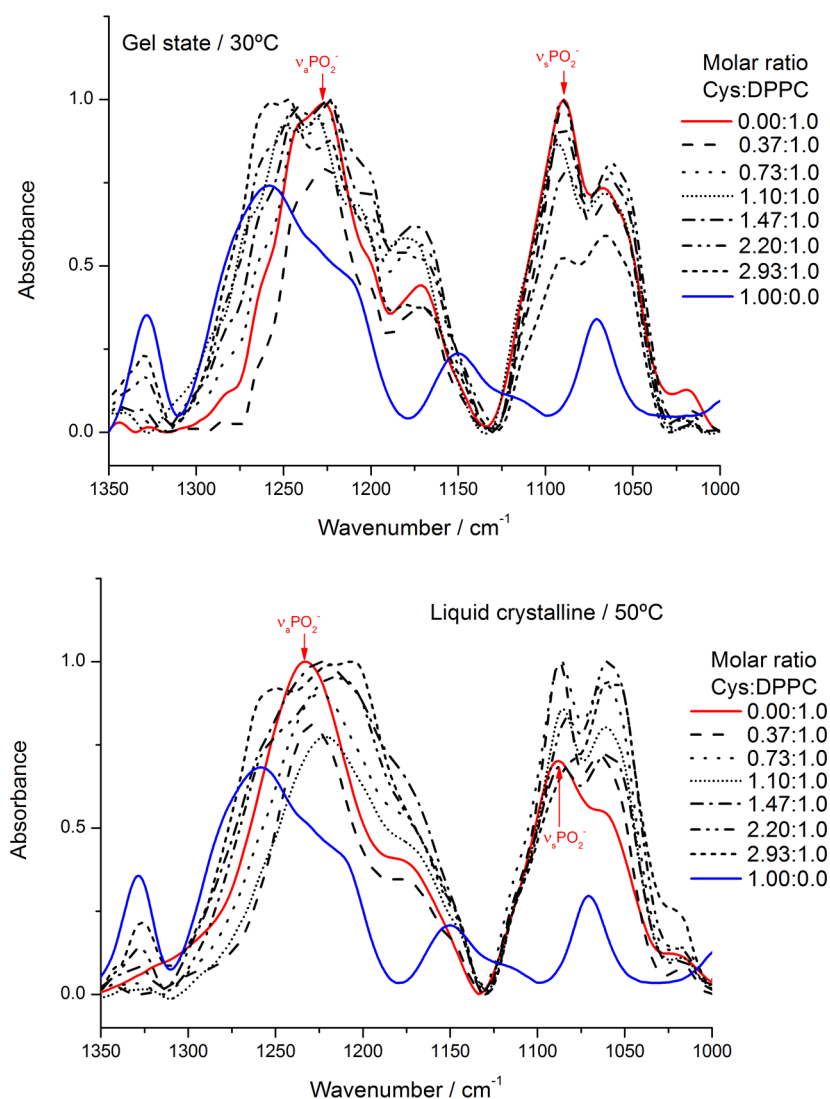 Gel state / 30ºC
νaPO2-
νsPO2-
Molar ratio
Cys:DPPC
0.00:1.0
0.37:1.0
0.73:1.0
1.10:1.0
1.47:1.0
2.20:1.0
2.93:1.0
1.00:0.0
Absorbance
1.0
0.5
0.0
1350 1300 1250 1200 1150 1100 1050 1000
Wavenumber / cm-1
Liquid crystalline / 50ºC
νaPO2-
νsPO2-
Molar ratio
Cys:DPPC
0.00:1.0
0.37:1.0
0.73:1.0
1.10:1.0
1.47:1.0
2.20:1.0
2.93:1.0
1.00:0.0
Absorbance
1.0
0.5
0.0
1350 1300 1250 1200 1150 1100 1050 1000
Wavenumber / cm-1